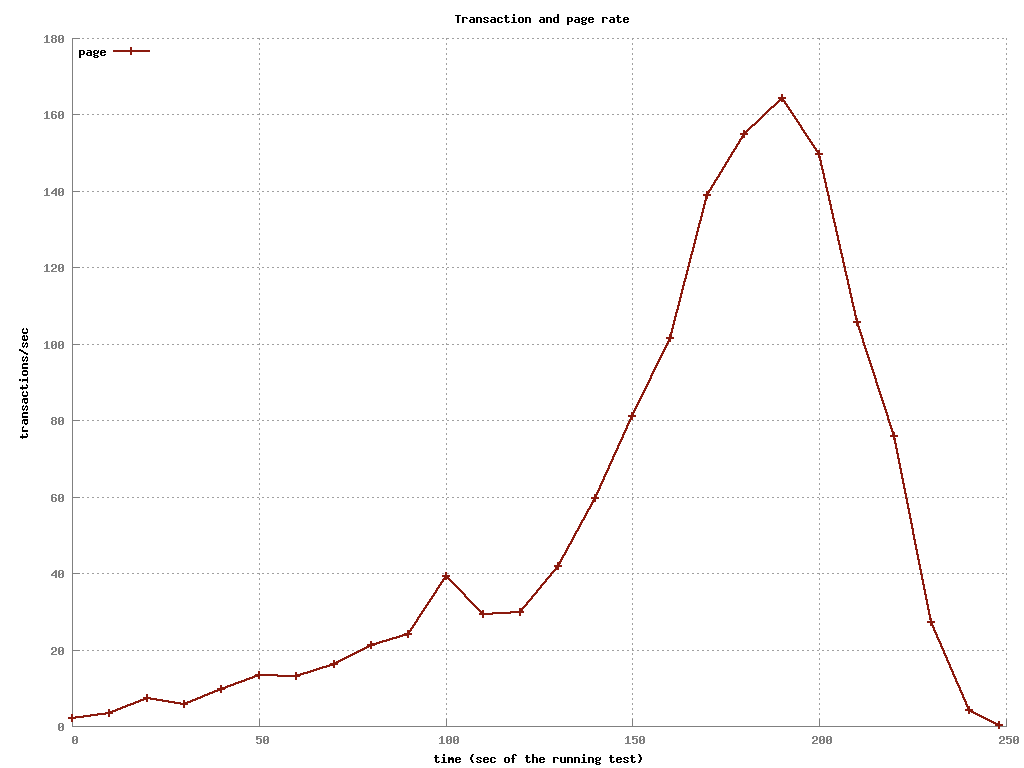 Transaction and page rate
page
180
160
140
120
100
80
60
40
20
0
transactions/sec
0 50 100 150 200 250
time (sec of the running test)